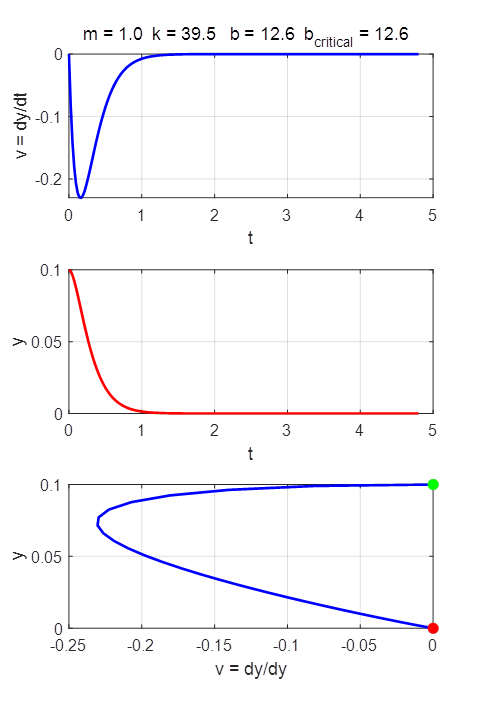 m = 1.0 k = 39.5 b = 12.6 b_critical = 12.6
v = dy/dt
0
-0.1
-0.2
0 1 2 3 4 5
t
y
0.1
0.05
0
0 1 2 3 4 5
t
y
0.1
0.05
0
-0.25 -0.2 -0.15 -0.1 -0.05 0
v = dy/dy